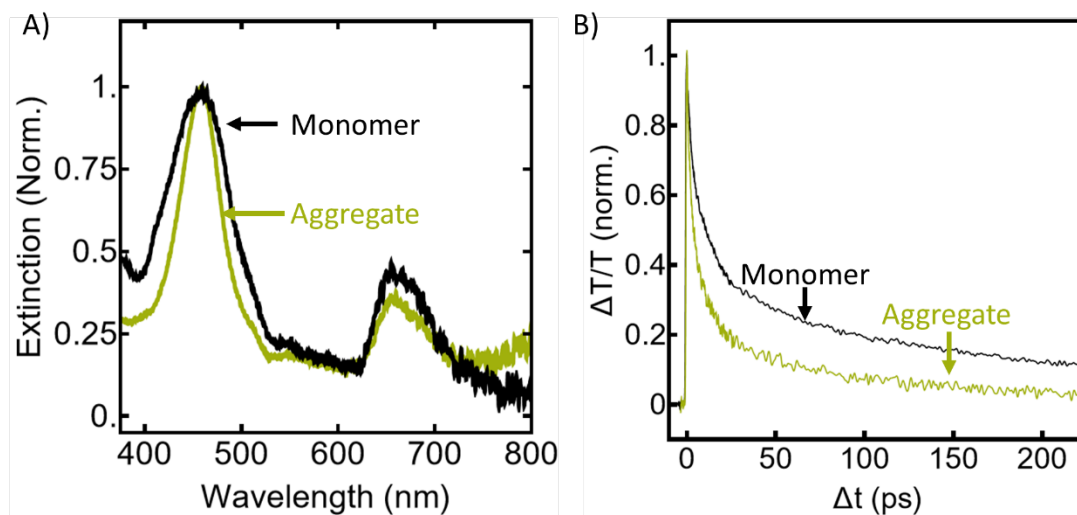 A)
Extinction (Norm.)
1.
0.75
0.5
0.25
0.
Monomer
Aggregate
400 500 600 700 800
Wavelength (nm)
B)
ΔT/T (norm.)
1.
0.8
0.6
0.4
0.2
0
Monomer
Aggregate
0 50 100 150 200
Δt (ps)